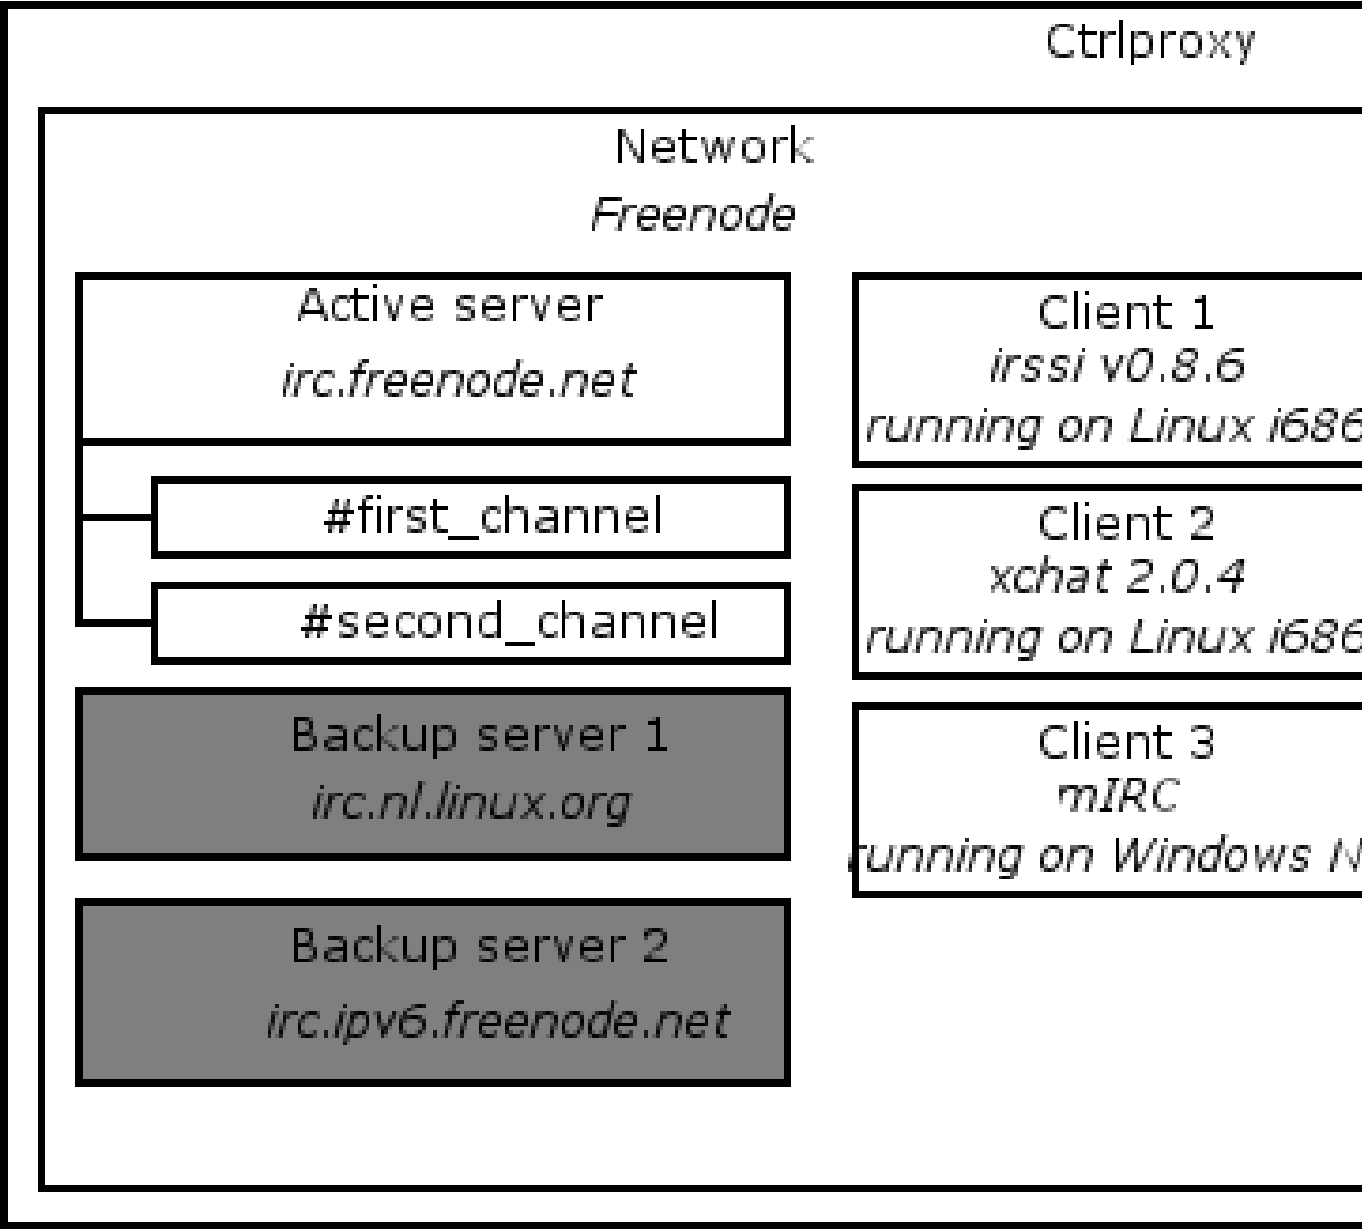 Ctrlproxy
Network
Freenode
Active server
irc.freenode.net
#first_channel
#second_channel
Backup server 1
irc.nl.linux.org
Backup server 2
irc.ipv6.freenode.net
Client 1
irssi v0.8.6
running on Linux i686
Client 2
xchat 2.0.4
running on Linux i686
Client 3
mIRC
running on Windows